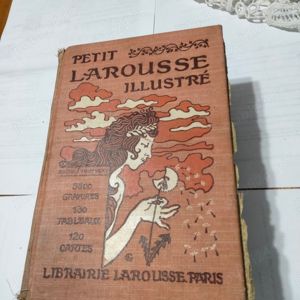 PETIT
LAROUSSE
ILLUSTRÉ
5800
GRAVURES
130
TABLEAUX
120
CARTES
LIBRAIRIE LAROUSSE. PARIS